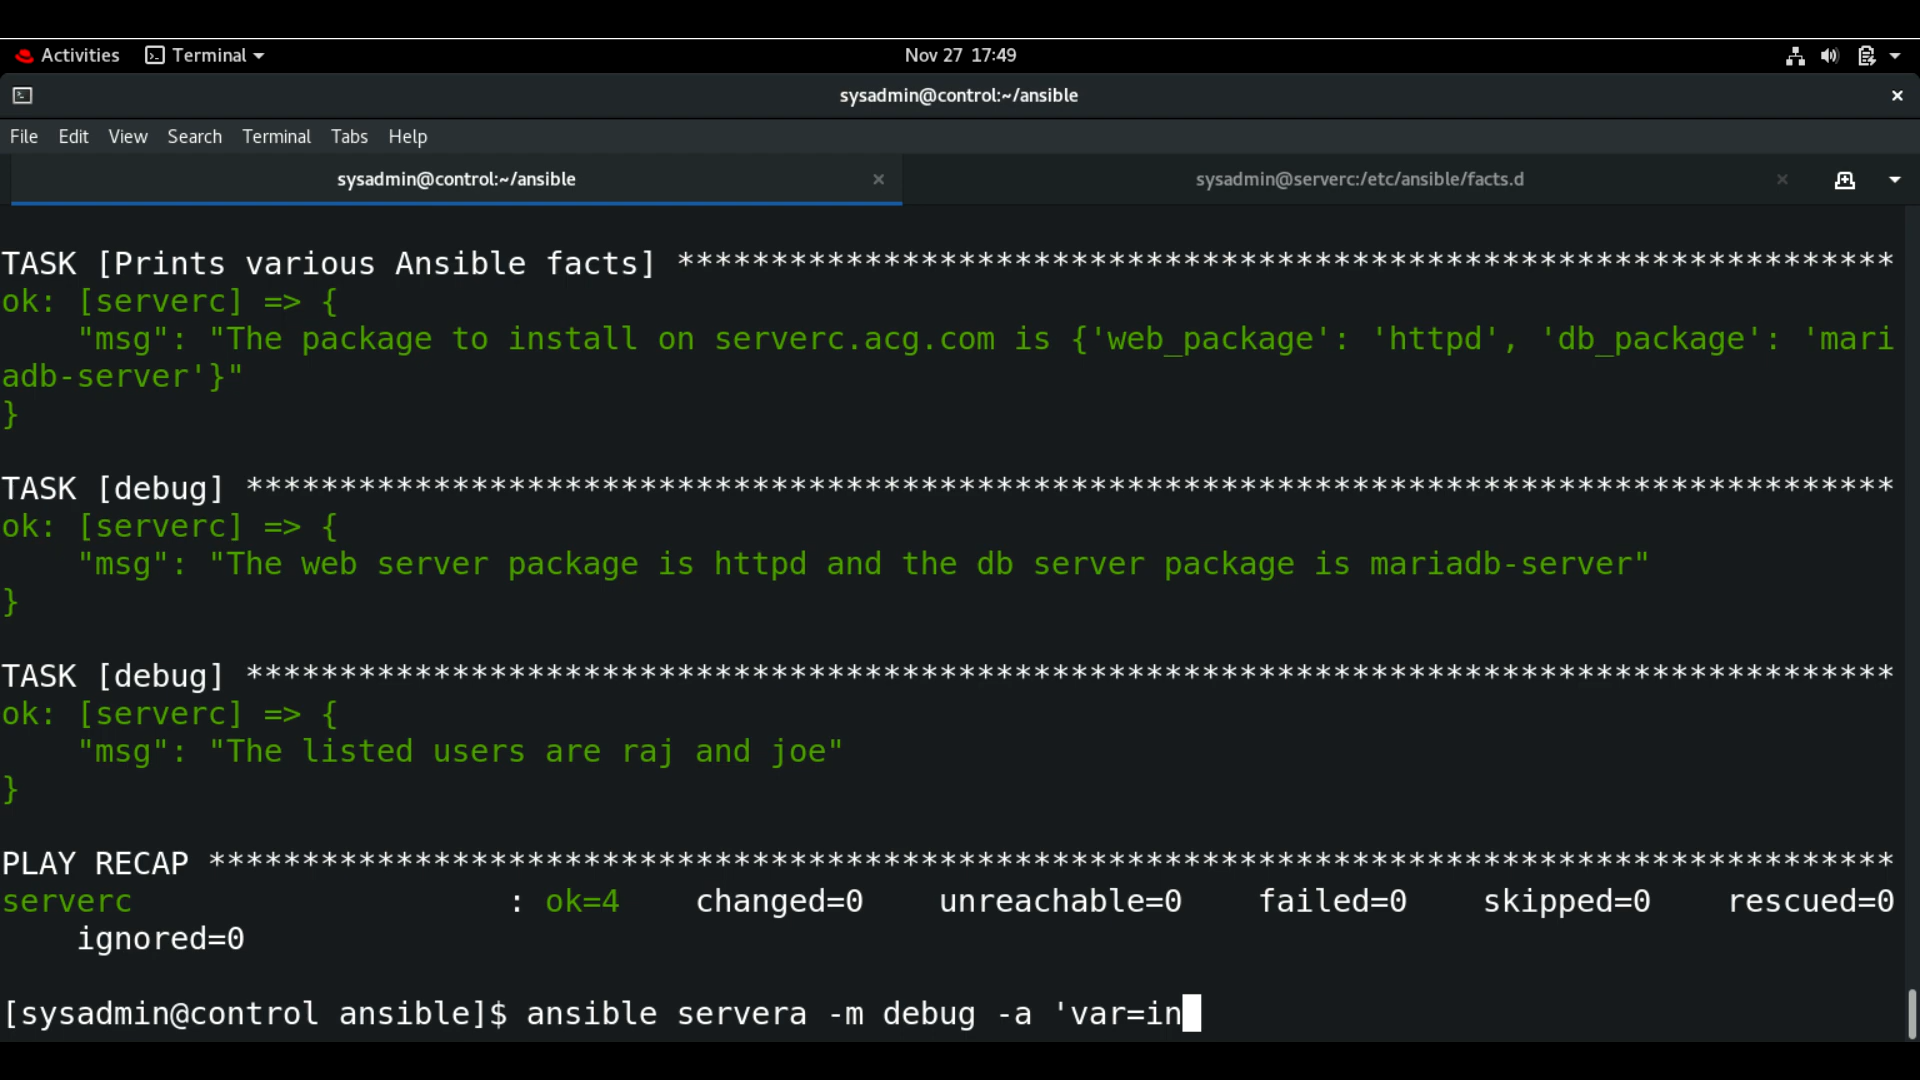 Activities Terminal Nov 27 17:49
sysadmin@control:~/ansible
File Edit View Search Terminal Tabs Help
sysadmin@control:~/ansible sysadmin@serverc:/etc/ansible/facts.d
TASK [Prints various Ansible facts] *****************************************************************
ok: [serverc] => {
    "msg": "The package to install on serverc.acg.com is {'web_package': 'httpd', 'db_package': 'mari
adb-server'}"
}
TASK [debug] ****************************************************************************************
ok: [serverc] => {
    "msg": "The web server package is httpd and the db server package is mariadb-server"
}
TASK [debug] ****************************************************************************************
ok: [serverc] => {
    "msg": "The listed users are raj and joe"
}
PLAY RECAP ******************************************************************************************
serverc                    : ok=4    changed=0    unreachable=0    failed=0    skipped=0    rescued=0
    ignored=0
[sysadmin@control ansible]$ ansible servera -m debug -a 'var=in